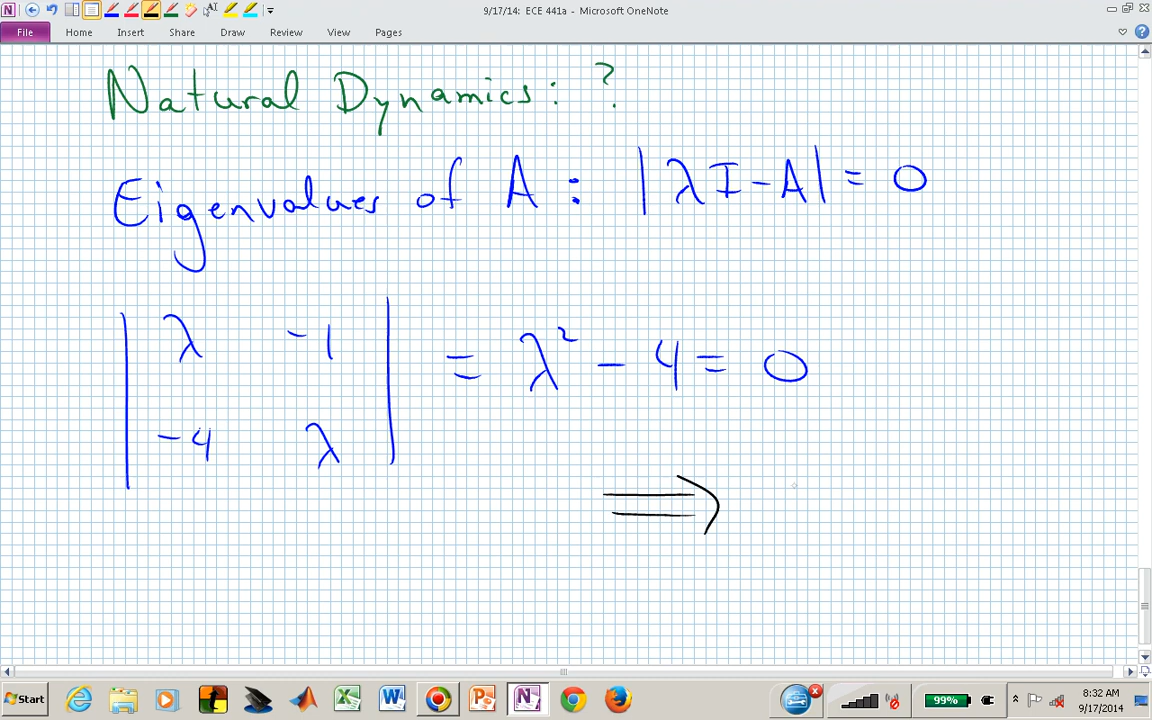 9/17/14: ECE 441a - Microsoft OneNote
File Home Insert Share Draw Review View Pages
Natural Dynamics: ?
Eigenvalues of A: |λI-A| = 0
|λ -1
-4 λ| = λ² - 4 = 0
⟹
Start 99% 8:32 AM
9/17/2014